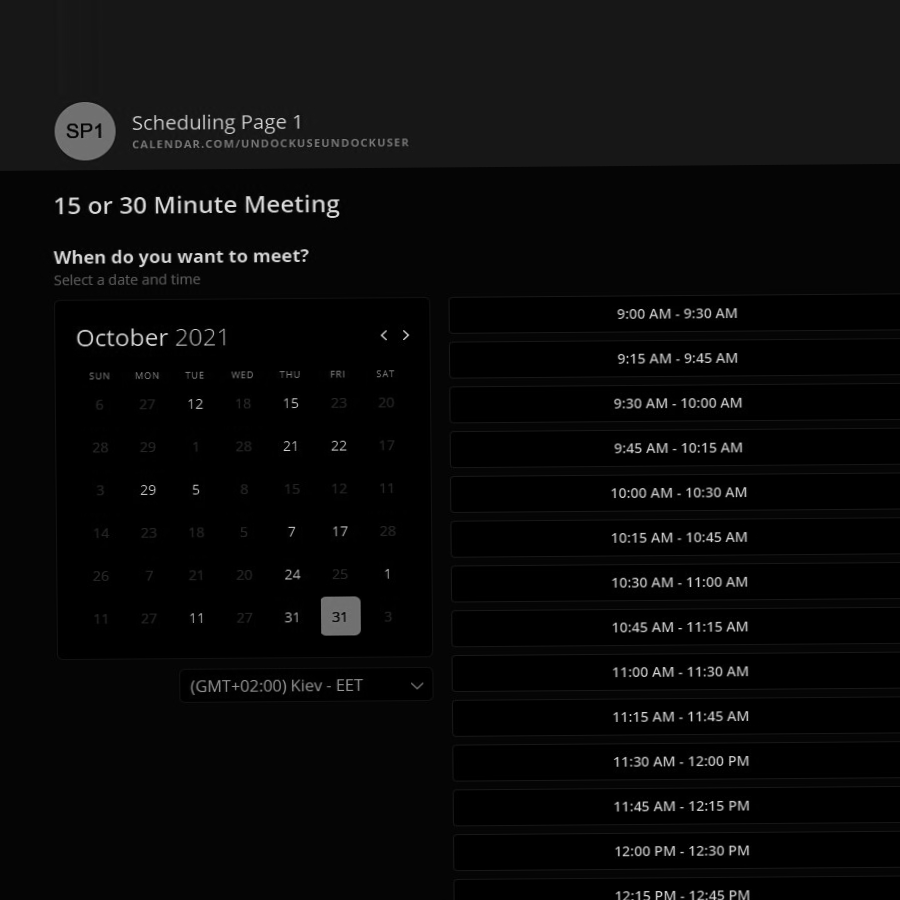 SP1
Scheduling Page 1
CALENDAR.COM/UNDOCKUSEUNDOCKUSER
15 or 30 Minute Meeting
When do you want to meet?
Select a date and time
October 2021
SUN MON TUE WED THU FRI SAT
6 27 12 18 15 23 20
28 29 1 28 21 22 17
3 29 5 8 15 12 11
14 23 18 5 7 17 28
26 7 21 20 24 25 1
11 27 11 27 31 31 3
(GMT+02:00) Kiev - EET
9:00 AM - 9:30 AM
9:15 AM - 9:45 AM
9:30 AM - 10:00 AM
9:45 AM - 10:15 AM
10:00 AM - 10:30 AM
10:15 AM - 10:45 AM
10:30 AM - 11:00 AM
10:45 AM - 11:15 AM
11:00 AM - 11:30 AM
11:15 AM - 11:45 AM
11:30 AM - 12:00 PM
11:45 AM - 12:15 PM
12:00 PM - 12:30 PM
12:15 PM - 12:45 PM